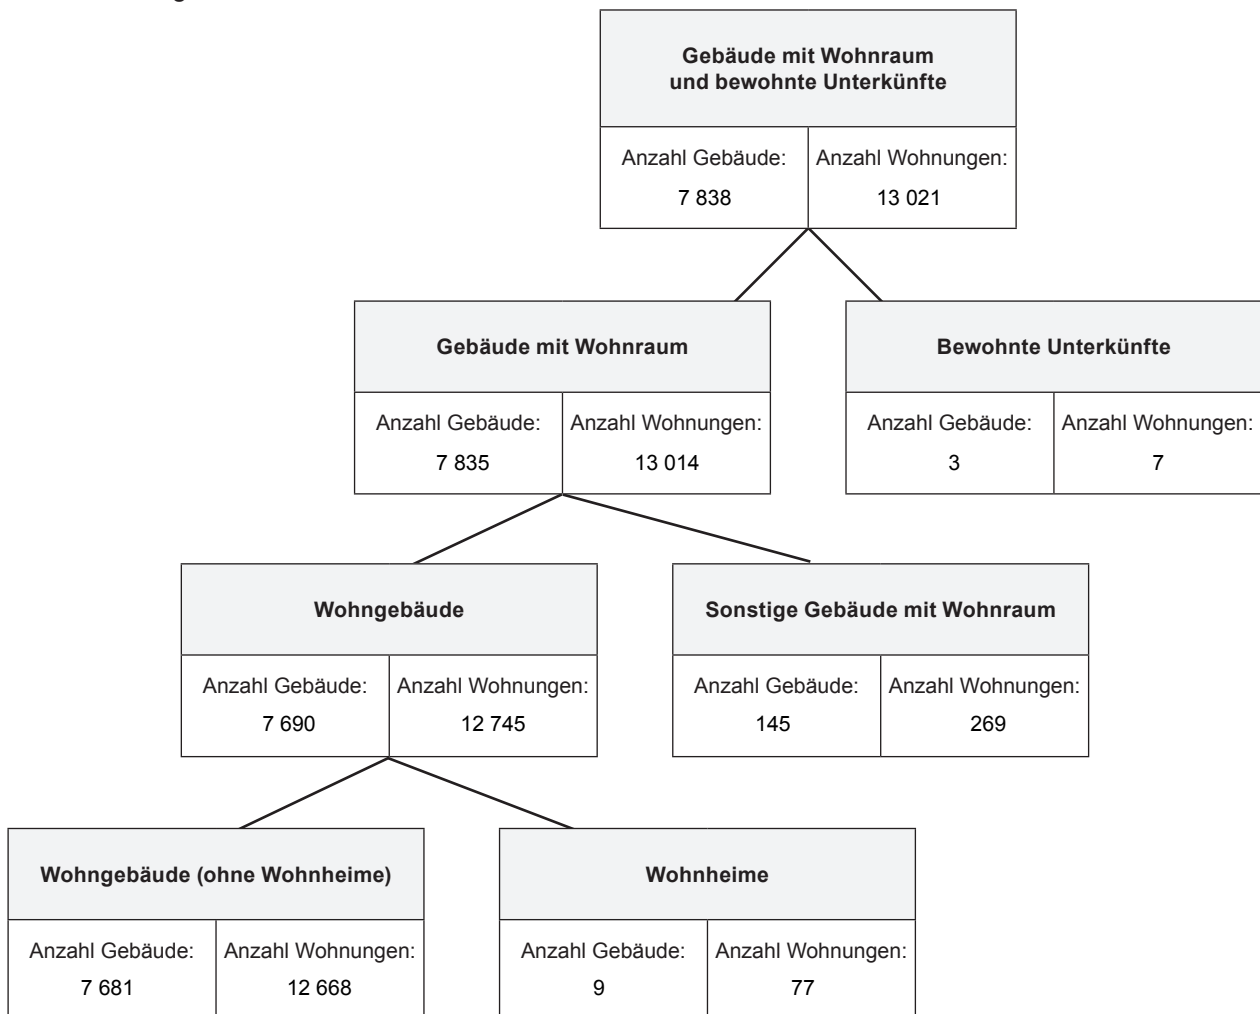 Gebäude mit Wohnraum
und bewohnte Unterkünfte
Anzahl Gebäude: Anzahl Wohnungen:
7 838 13 021
Gebäude mit Wohnraum
Anzahl Gebäude: Anzahl Wohnungen:
7 835 13 014
Bewohnte Unterkünfte
Anzahl Gebäude: Anzahl Wohnungen:
3 7
Wohngebäude
Anzahl Gebäude: Anzahl Wohnungen:
7 690 12 745
Sonstige Gebäude mit Wohnraum
Anzahl Gebäude: Anzahl Wohnungen:
145 269
Wohngebäude (ohne Wohnheime)
Anzahl Gebäude: Anzahl Wohnungen:
7 681 12 668
Wohnheime
Anzahl Gebäude: Anzahl Wohnungen:
9 77